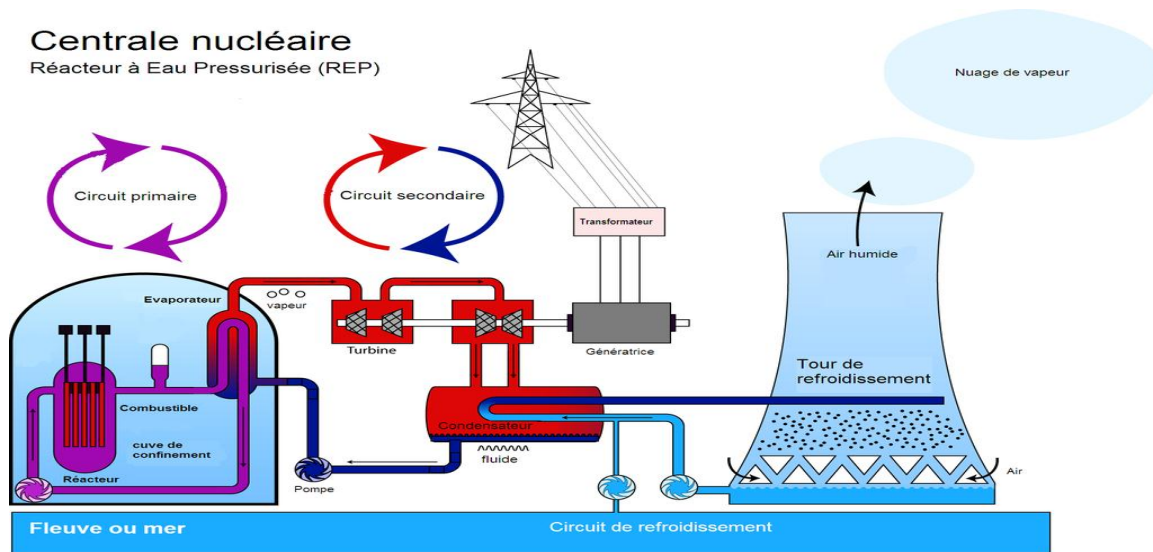 Centrale nucléaire
Réacteur à Eau Pressurisée (REP)
Nuage de vapeur
Circuit primaire
Circuit secondaire
Transformateur
Air humide
Evaporateur
vapeur
Turbine
Génératrice
Tour de
refroidissement
Combustible
Condensateur
cuve de
confinement
fluide
Réacteur
Pompe
Air
Fleuve ou mer
Circuit de refroidissement